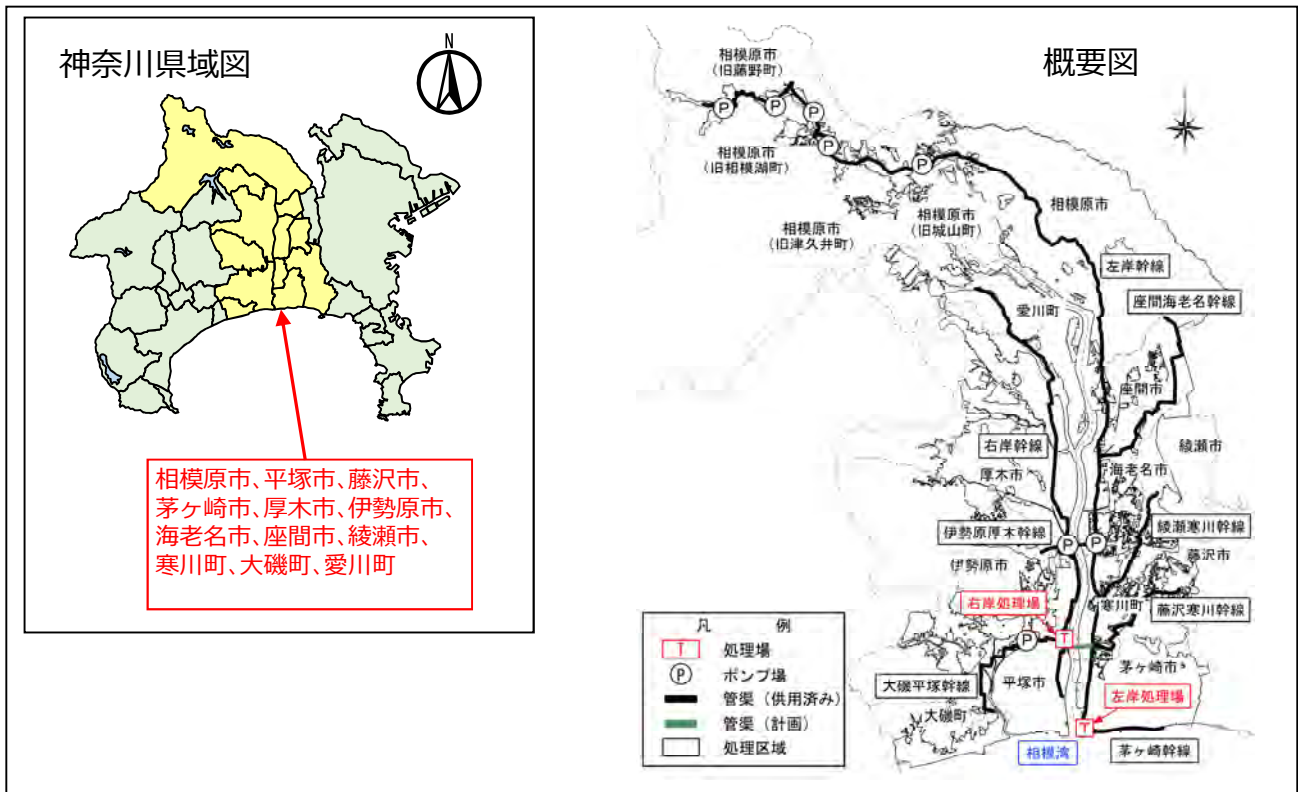 神奈川県域図
N
相模原市、平塚市、藤沢市、
茅ヶ崎市、厚木市、伊勢原市、
海老名市、座間市、綾瀬市、
寒川町、大磯町、愛川町
概要図
相模原市
(旧藤野町)
相模原市
(旧相模湖町)
相模原市
(旧津久井町)
相模原市
(旧城山町)
相模原市
P
P
P
P
P
左岸幹線
座間海老名幹線
愛川町
座間市
綾瀬市
右岸幹線
厚木市
海老名市
伊勢原厚木幹線
P
P
綾瀬寒川幹線
伊勢原市
藤沢市
右岸処理場
寒川町
藤沢寒川幹線
P
T
茅ヶ崎市
大磯平塚幹線
平塚市
左岸処理場
大磯町
T
相模湾
茅ヶ崎幹線
凡 例
T 処理場
P ポンプ場
管渠(供用済み)
管渠(計画)
処理区域